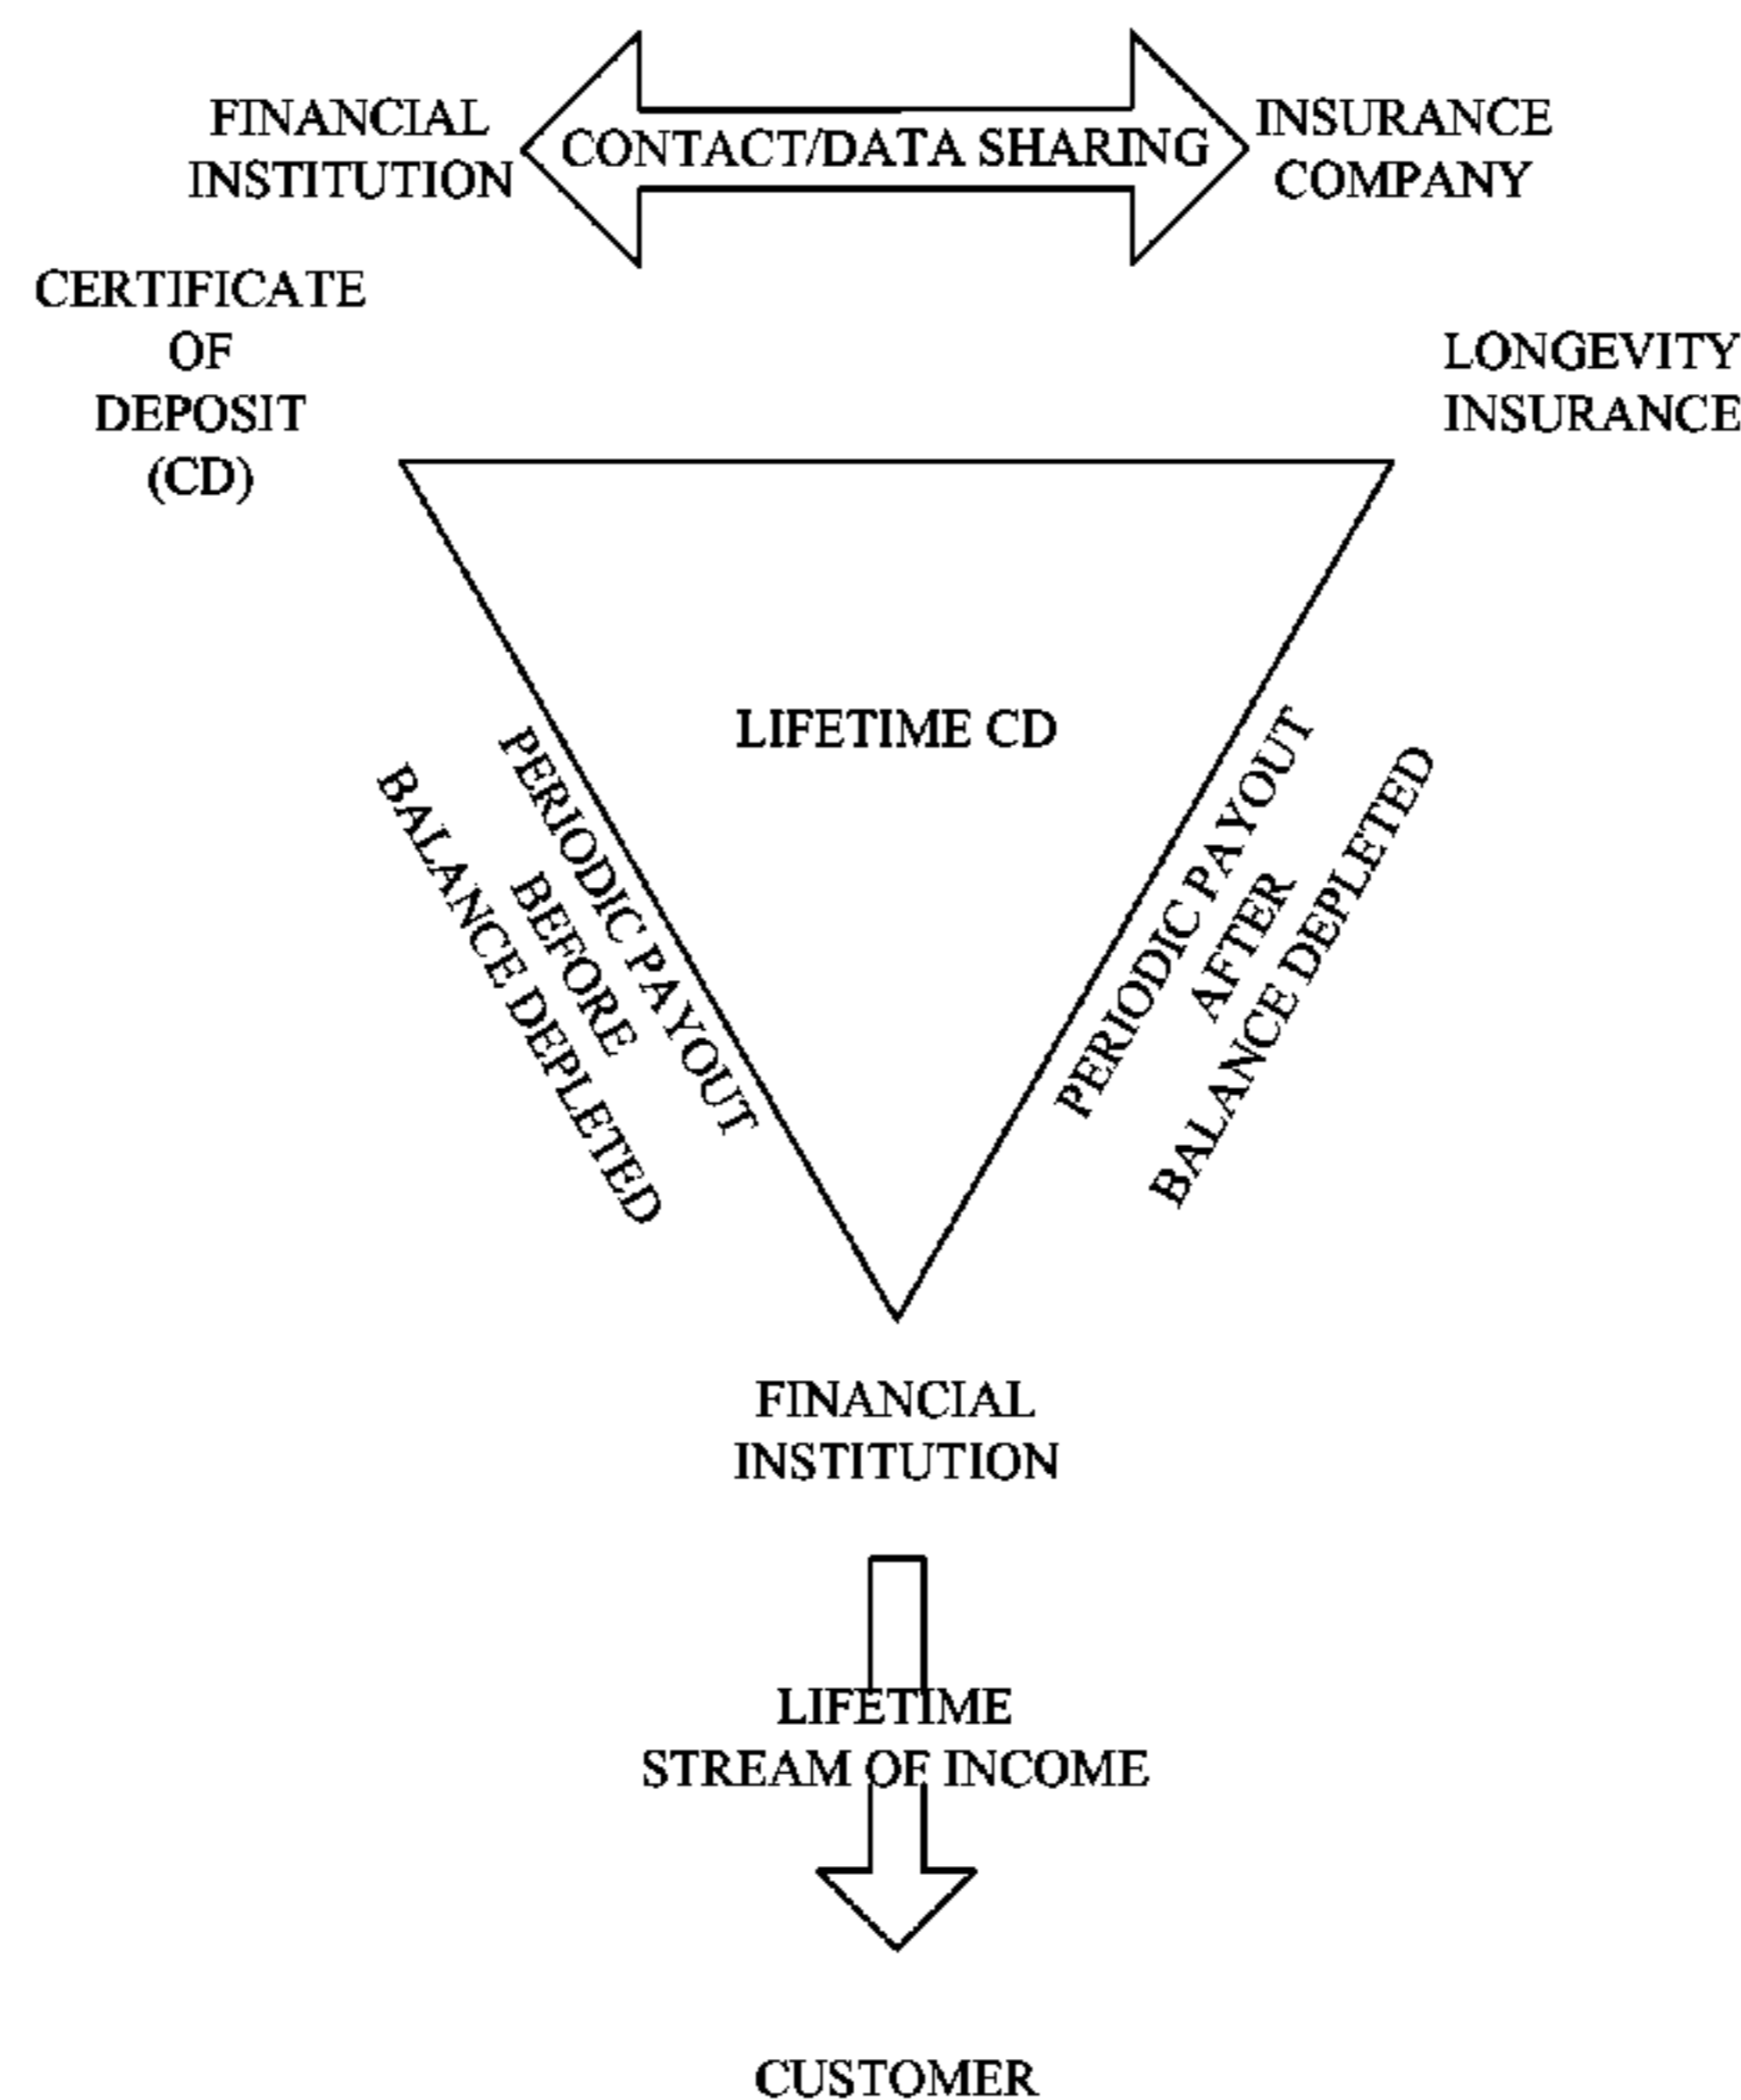 FINANCIAL
INSTITUTION
CONTACT/DATA SHARING
INSURANCE
COMPANY
CERTIFICATE
OF
DEPOSIT
(CD)
LONGEVITY
INSURANCE
LIFETIME CD
PERIODIC PAYOUT
BEFORE
BALANCE DEPLETED
PERIODIC PAYOUT
AFTER
BALANCE DEPLETED
FINANCIAL
INSTITUTION
LIFETIME
STREAM OF INCOME
CUSTOMER